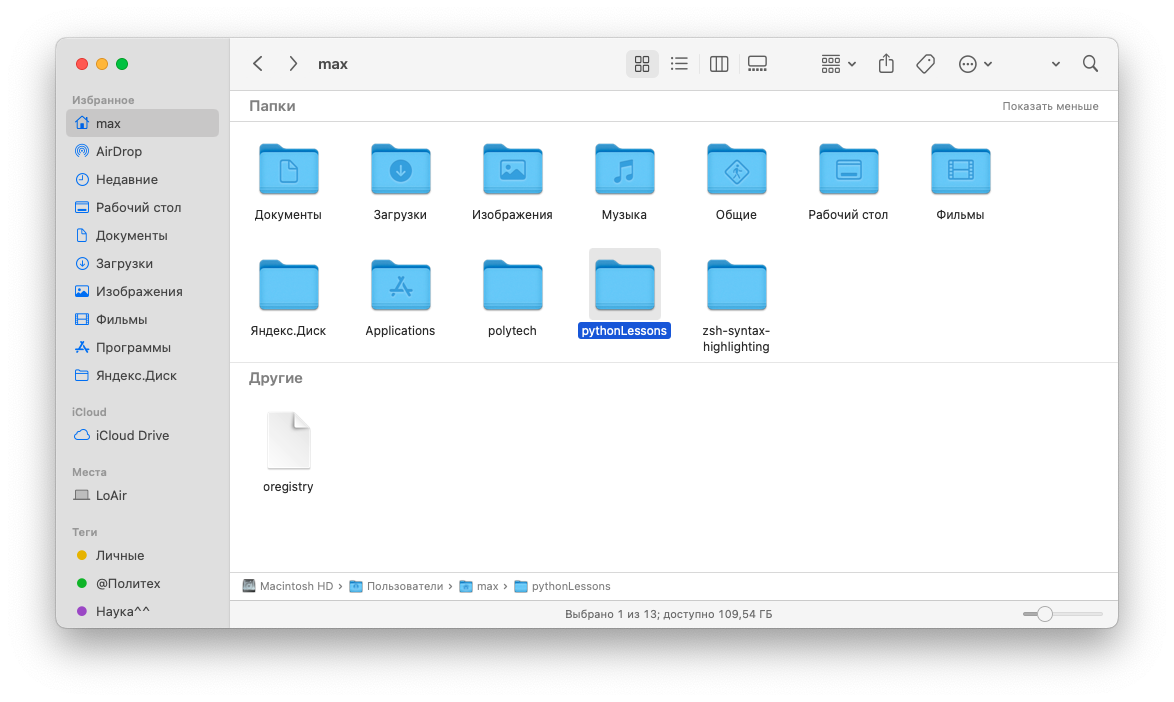 max
Избранное
max
AirDrop
Недавние
Рабочий стол
Документы
Загрузки
Изображения
Фильмы
Программы
Яндекс.Диск
iCloud
iCloud Drive
Места
LoAir
Теги
Личные
@Политех
Наука^^
Папки
Показать меньше
Документы
Загрузки
Изображения
Музыка
Общие
Рабочий стол
Фильмы
Яндекс.Диск
Applications
polytech
pythonLessons
zsh-syntax-
highlighting
Другие
oregistry
Macintosh HD › Пользователи › max › pythonLessons
Выбрано 1 из 13; доступно 109,54 ГБ